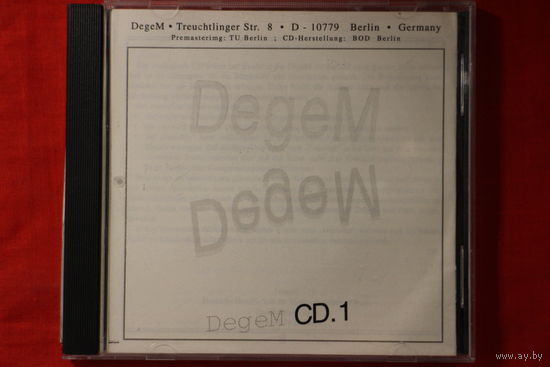 DegeM • Treuchtlinger Str. 8 • D - 10779 Berlin • Germany
Premastering: TU Berlin ; CD-Herstellung: BOD Berlin
DegeM
DegeM
DegeM CD.1
www.ay.by